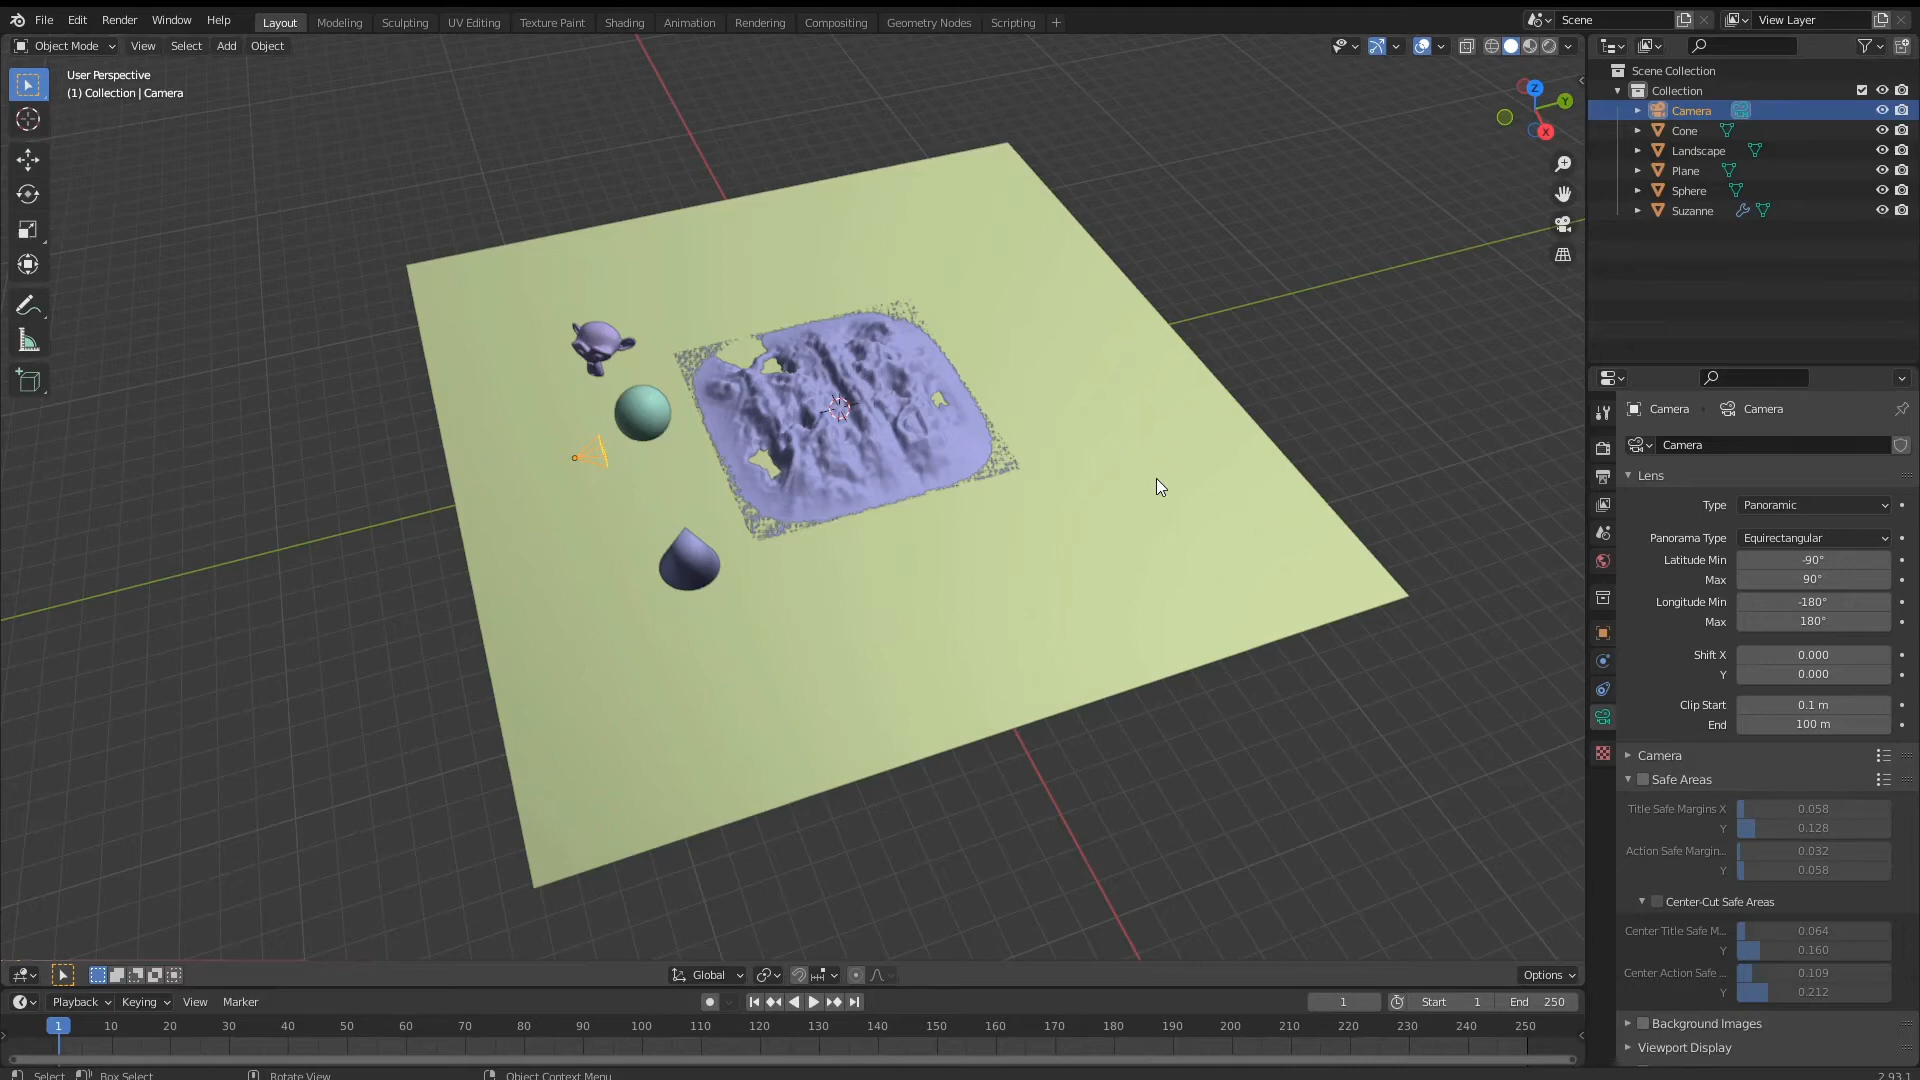 File Edit Render Window Help Layout Modeling Sculpting UV Editing Texture Paint Shading Animation Rendering Compositing Geometry Nodes Scripting + Scene View Layer
Object Mode View Select Add Object
User Perspective
(1) Collection | Camera
Z
Y
X
Scene Collection
Collection
Camera
Cone
Landscape
Plane
Sphere
Suzanne
Camera Camera
Camera
Lens
Type Panoramic
Panorama Type Equirectangular
Latitude Min -90°
Max 90°
Longitude Min -180°
Max 180°
Shift X 0.000
Y 0.000
Clip Start 0.1 m
End 100 m
Camera
Safe Areas
Title Safe Margins X 0.058
Y 0.128
Action Safe Margin... 0.032
Y 0.058
Center-Cut Safe Areas
Center Title Safe M... 0.064
Y 0.160
Center Action Safe ... 0.109
Y 0.212
Background Images
Viewport Display
Global Options
Playback Keying View Marker 1 Start 1 End 250
1 10 20 30 40 50 60 70 80 90 100 110 120 130 140 150 160 170 180 190 200 210 220 230 240 250
Select Box Select Rotate View Object Context Menu 2.93.1